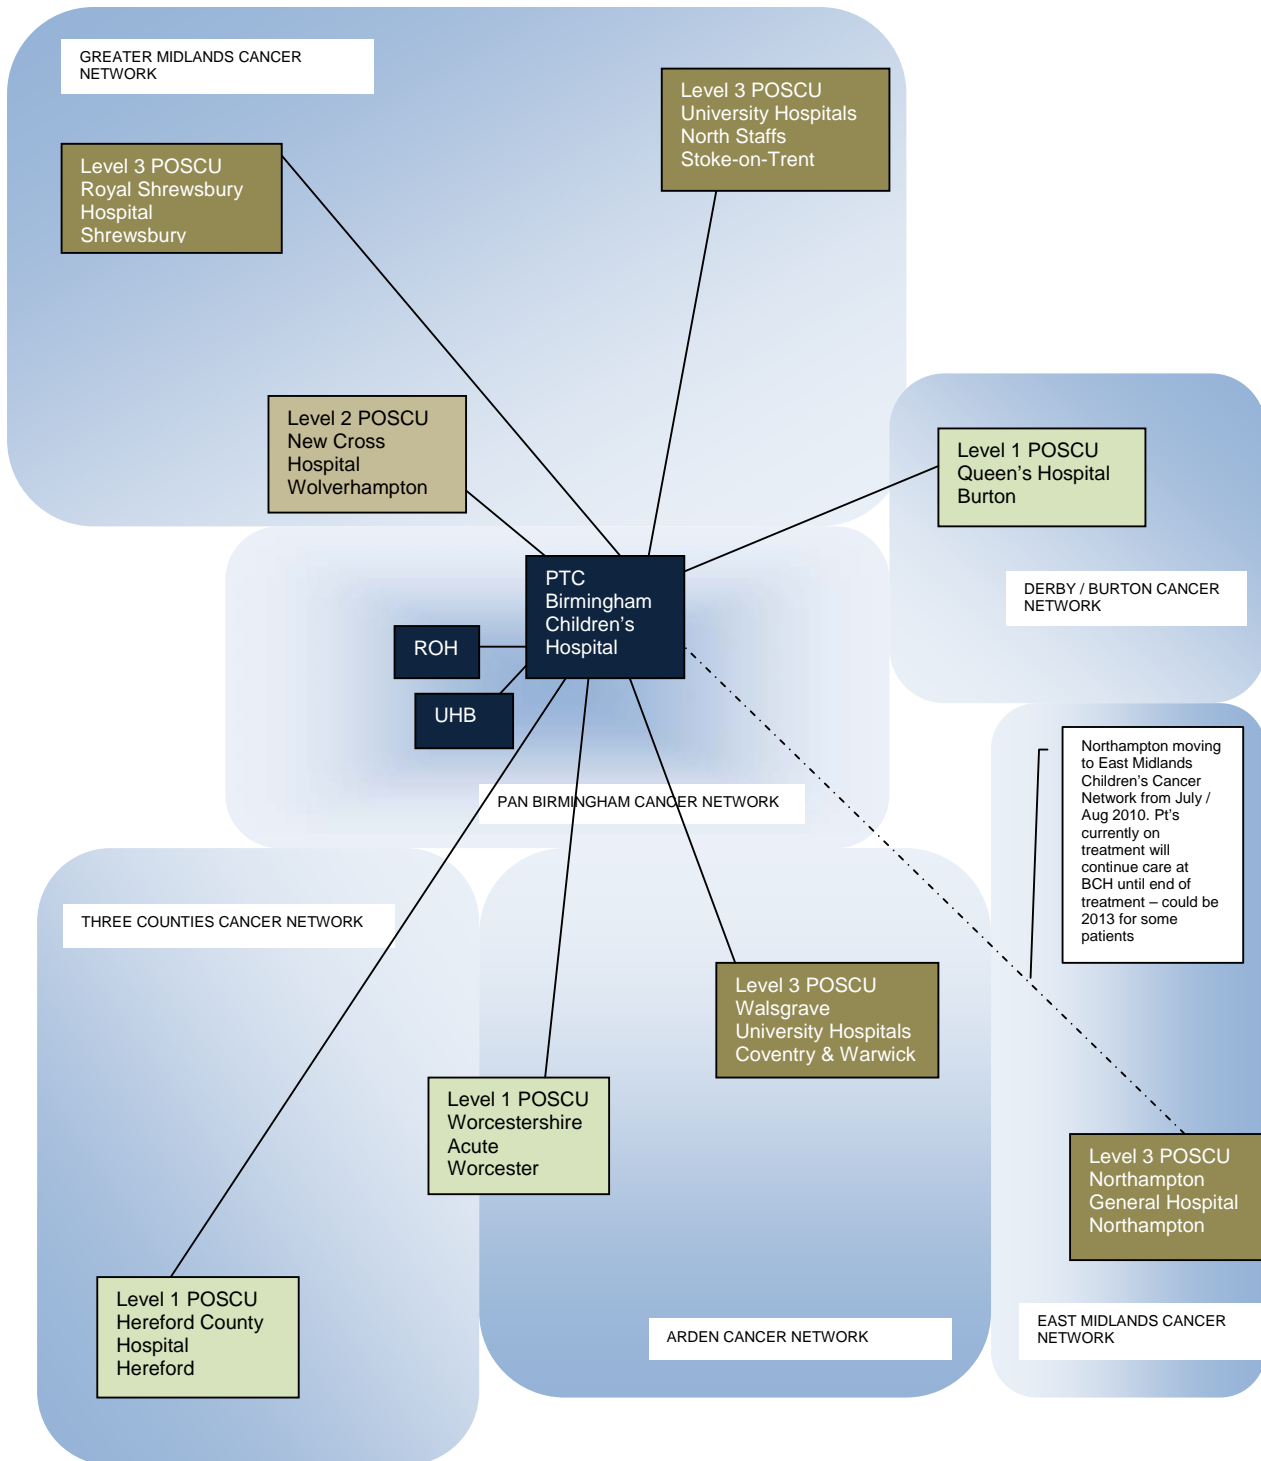 GREATER MIDLANDS CANCER
NETWORK
Level 3 POSCU
University Hospitals
North Staffs
Stoke-on-Trent
Level 3 POSCU
Royal Shrewsbury
Hospital
Shrewsbury
Level 2 POSCU
New Cross
Hospital
Wolverhampton
Level 1 POSCU
Queen’s Hospital
Burton
DERBY / BURTON CANCER
NETWORK
PTC
Birmingham
Children’s
Hospital
ROH
UHB
PAN BIRMINGHAM CANCER NETWORK
Northampton moving
to East Midlands
Children’s Cancer
Network from July /
Aug 2010. Pt’s
currently on
treatment will
continue care at
BCH until end of
treatment – could be
2013 for some
patients
THREE COUNTIES CANCER NETWORK
Level 3 POSCU
Walsgrave
University Hospitals
Coventry & Warwick
Level 1 POSCU
Worcestershire
Acute
Worcester
Level 3 POSCU
Northampton
General Hospital
Northampton
Level 1 POSCU
Hereford County
Hospital
Hereford
ARDEN CANCER NETWORK
EAST MIDLANDS CANCER
NETWORK